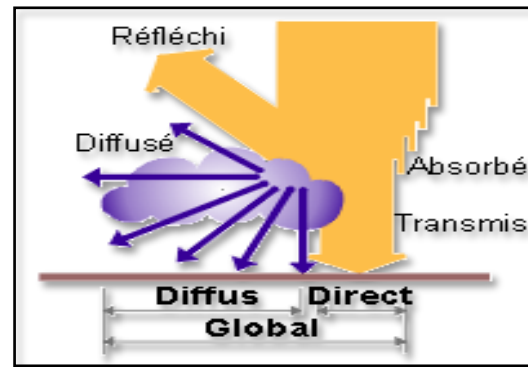 Réfléchi
Diffusé
Absorbé
Transmis
Diffus Direct
Global